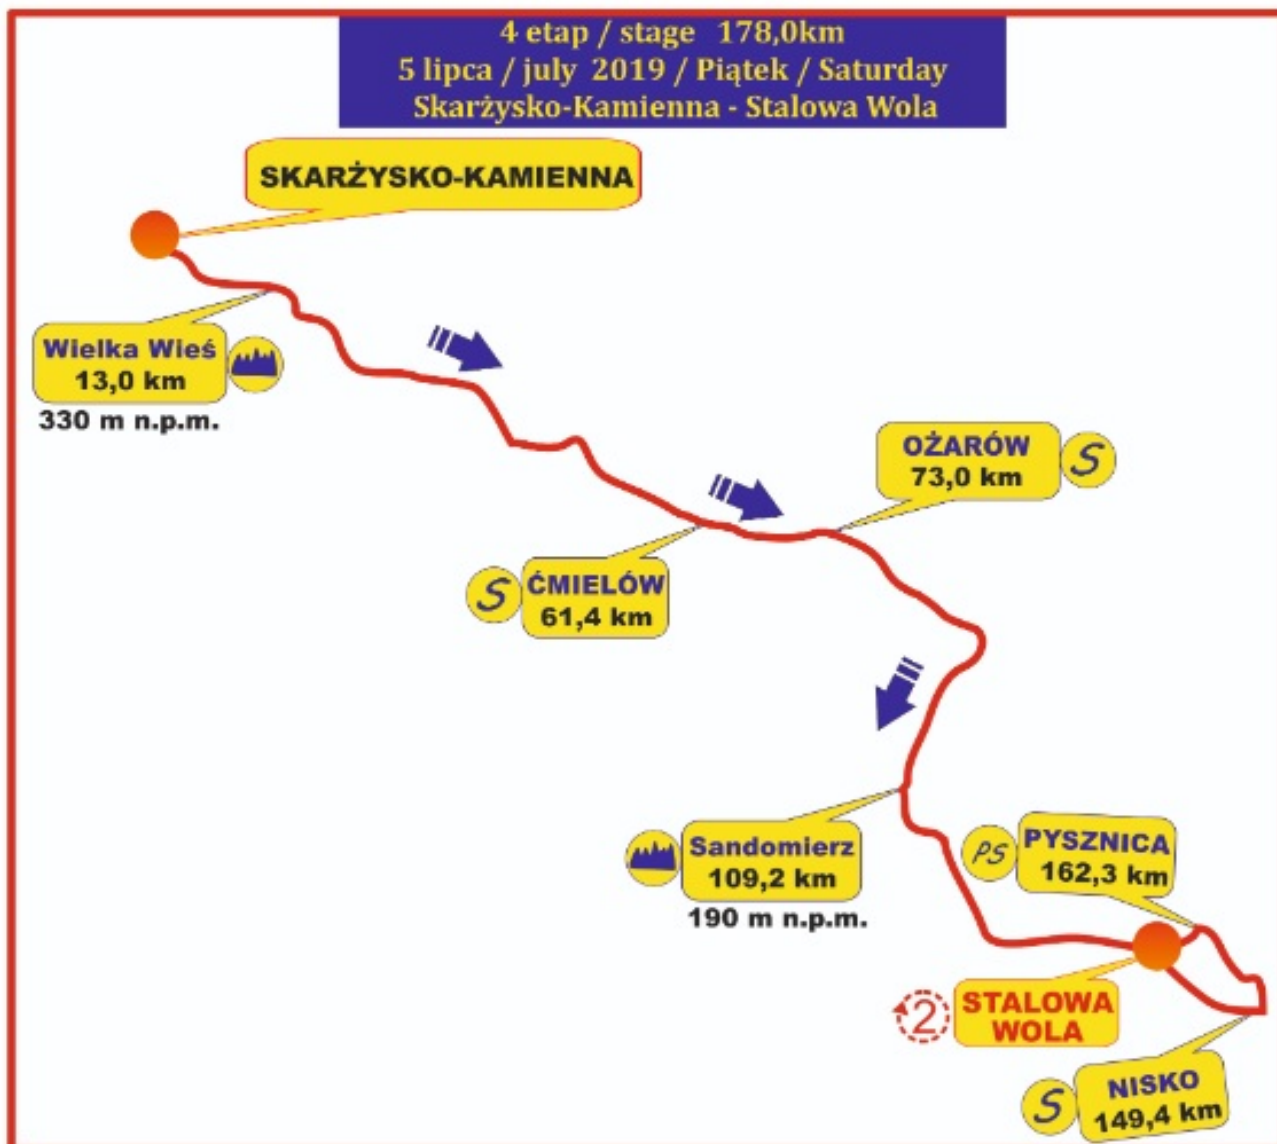 4 etap / stage 178,0km
5 lipca / july 2019 / Piątek / Saturday
Skarżysko-Kamienna - Stalowa Wola
SKARŻYSKO-KAMIENNA
Wielka Wieś
13,0 km
330 m n.p.m.
OŻARÓW
73,0 km
S
S
ĆMIELÓW
61,4 km
Sandomierz
109,2 km
190 m n.p.m.
PS
PYSZNICA
162,3 km
2
STALOWA
WOLA
S
NISKO
149,4 km